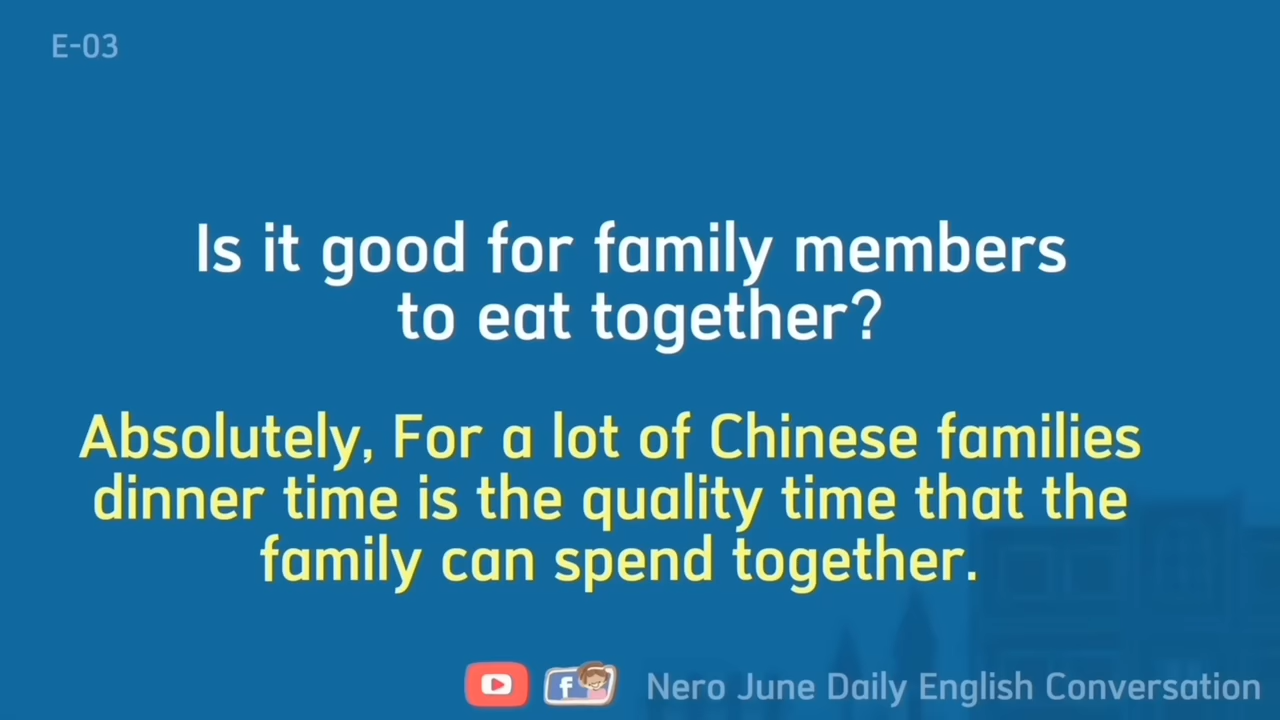 E-03
Is it good for family members
to eat together?
Absolutely, For a lot of Chinese families
dinner time is the quality time that the
family can spend together.
f
Nero June Daily English Conversation